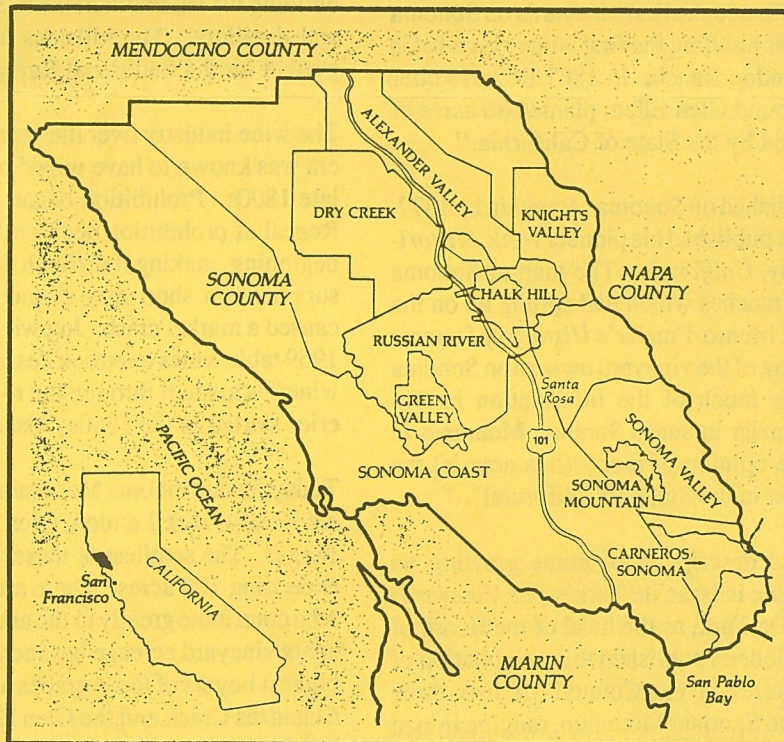 MENDOCINO COUNTY
ALEXANDER VALLEY
DRY CREEK
KNIGHTS
VALLEY
SONOMA
COUNTY
NAPA
COUNTY
CHALK HILL
RUSSIAN RIVER
GREEN
VALLEY
Santa
Rosa
101
PACIFIC OCEAN
SONOMA COAST
SONOMA VALLEY
SONOMA
MOUNTAIN
CARNEROS
SONOMA
San
Francisco
CALIFORNIA
MARIN
COUNTY
San Pablo
Bay